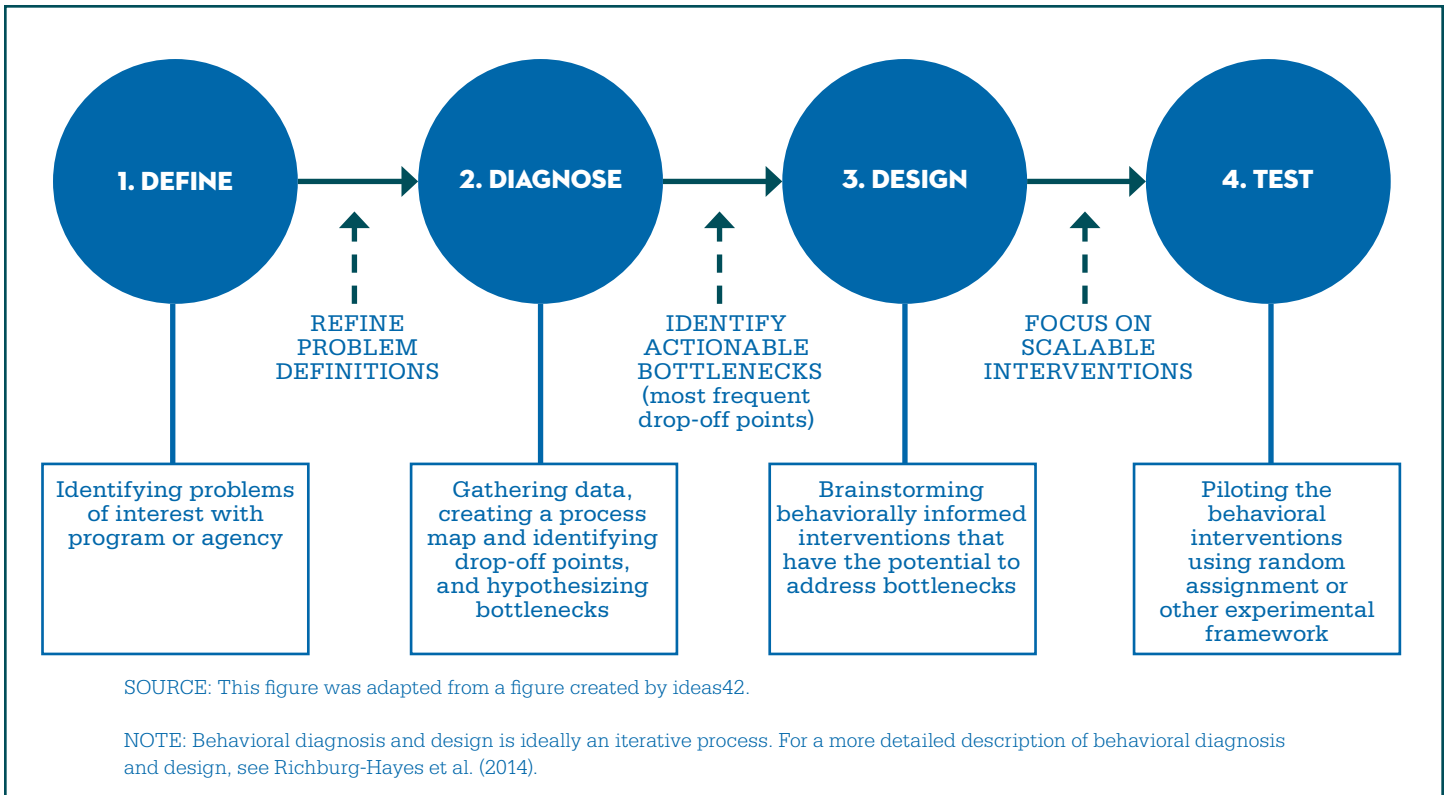 1. DEFINE
2. DIAGNOSE
3. DESIGN
4. TEST
REFINE
PROBLEM
DEFINITIONS
IDENTIFY
ACTIONABLE
BOTTLENECKS
(most frequent
drop-off points)
FOCUS ON
SCALABLE
INTERVENTIONS
Identifying problems
of interest with
program or agency
Gathering data,
creating a process
map and identifying
drop-off points,
and hypothesizing
bottlenecks
Brainstorming
behaviorally informed
interventions that
have the potential to
address bottlenecks
Piloting the
behavioral
interventions
using random
assignment or
other experimental
framework
SOURCE: This figure was adapted from a figure created by ideas42.
NOTE: Behavioral diagnosis and design is ideally an iterative process. For a more detailed description of behavioral diagnosis
and design, see Richburg-Hayes et al. (2014).